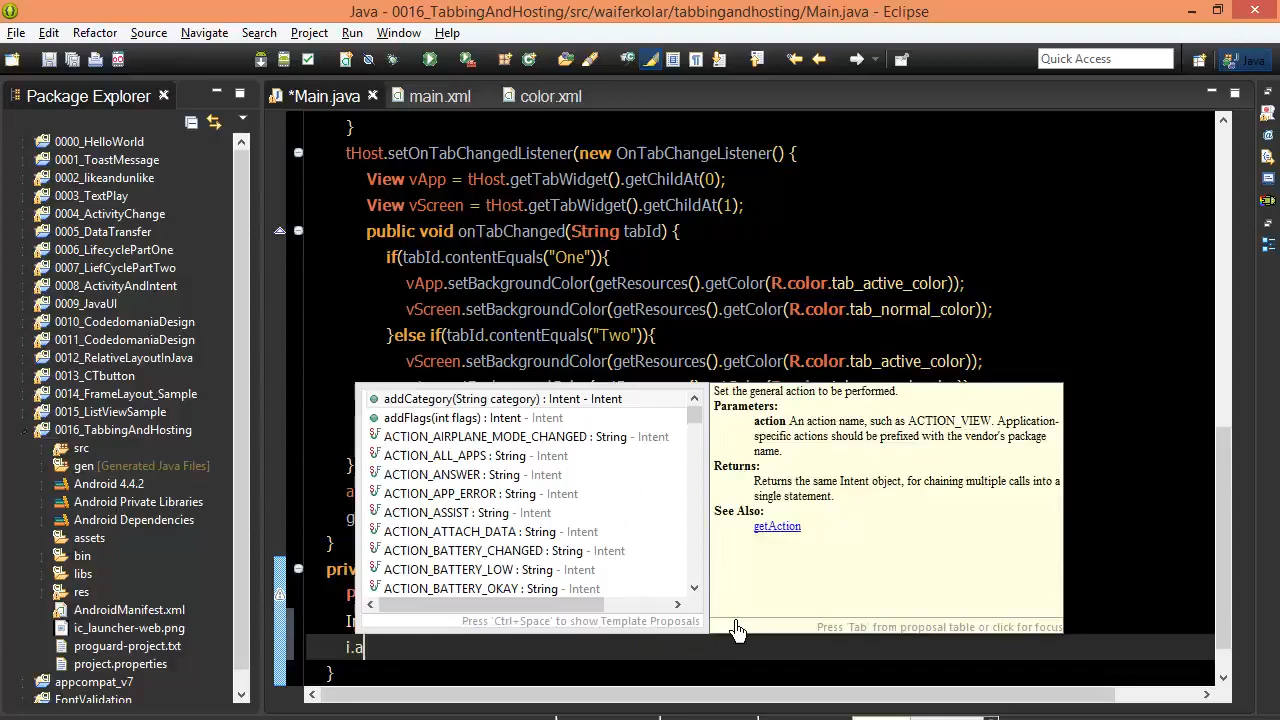 Java - 0016_TabbingAndHosting/src/waiferkolar/tabbingandhosting/Main.java - Eclipse
File Edit Refactor Source Navigate Search Project Run Window Help
Quick Access
Java
Package Explorer
*Main.java main.xml color.xml
0000_HelloWorld
0001_ToastMessage
0002_likeandunlike
0003_TextPlay
0004_ActivityChange
0005_DataTransfer
0006_LifecyclePartOne
0007_LiefCyclePartTwo
0008_ActivityAndIntent
0009_JavaUI
0010_CodedomaniaDesign
0011_CodedomaniaDesign
0012_RelativeLayoutInJava
0013_CTbutton
0014_FrameLayout_Sample
0015_ListViewSample
0016_TabbingAndHosting
src
gen [Generated Java Files]
Android 4.4.2
Android Private Libraries
Android Dependencies
assets
bin
libs
res
AndroidManifest.xml
ic_launcher-web.png
proguard-project.txt
project.properties
appcompat_v7
FontValidation
}
tHost.setOnTabChangedListener(new OnTabChangeListener() {
View vApp = tHost.getTabWidget().getChildAt(0);
View vScreen = tHost.getTabWidget().getChildAt(1);
public void onTabChanged(String tabId) {
if(tabId.contentEquals("One")){
vApp.setBackgroundColor(getResources().getColor(R.color.tab_active_color));
vScreen.setBackgroundColor(getResources().getColor(R.color.tab_normal_color));
}else if(tabId.contentEquals("Two")){
vScreen.setBackgroundColor(getResources().getColor(R.color.tab_active_color));
}
}
i.a
}
addCategory(String category) : Intent - Intent
addFlags(int flags) : Intent - Intent
ACTION_AIRPLANE_MODE_CHANGED : String - Intent
ACTION_ALL_APPS : String - Intent
ACTION_ANSWER : String - Intent
ACTION_APP_ERROR : String - Intent
ACTION_ASSIST : String - Intent
ACTION_ATTACH_DATA : String - Intent
ACTION_BATTERY_CHANGED : String - Intent
ACTION_BATTERY_LOW : String - Intent
ACTION_BATTERY_OKAY : String - Intent
Press 'Ctrl+Space' to show Template Proposals
Set the general action to be performed.
Parameters:
action An action name, such as ACTION_VIEW. Application-
specific actions should be prefixed with the vendor's package
name.
Returns:
Returns the same Intent object, for chaining multiple calls into a
single statement.
See Also:
getAction
Press 'Tab' from proposal table or click for focus